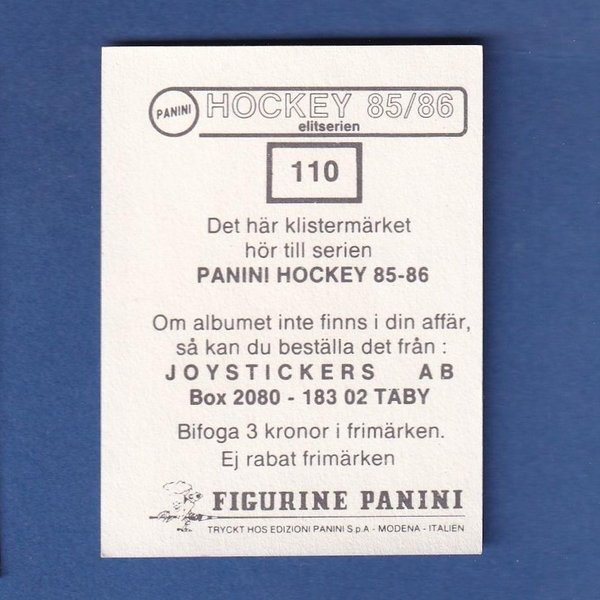 PANINI
HOCKEY 85/86
elitserien
110
Det här klistermärket
hör till serien
PANINI HOCKEY 85-86
Om albumet inte finns i din affär,
så kan du beställa det från :
JOYSTICKERS AB
Box 2080 - 183 02 TÄBY
Bifoga 3 kronor i frimärken.
Ej rabat frimärken
FIGURINE PANINI
TRYCKT HOS EDIZIONI PANINI S.p.A - MODENA - ITALIEN